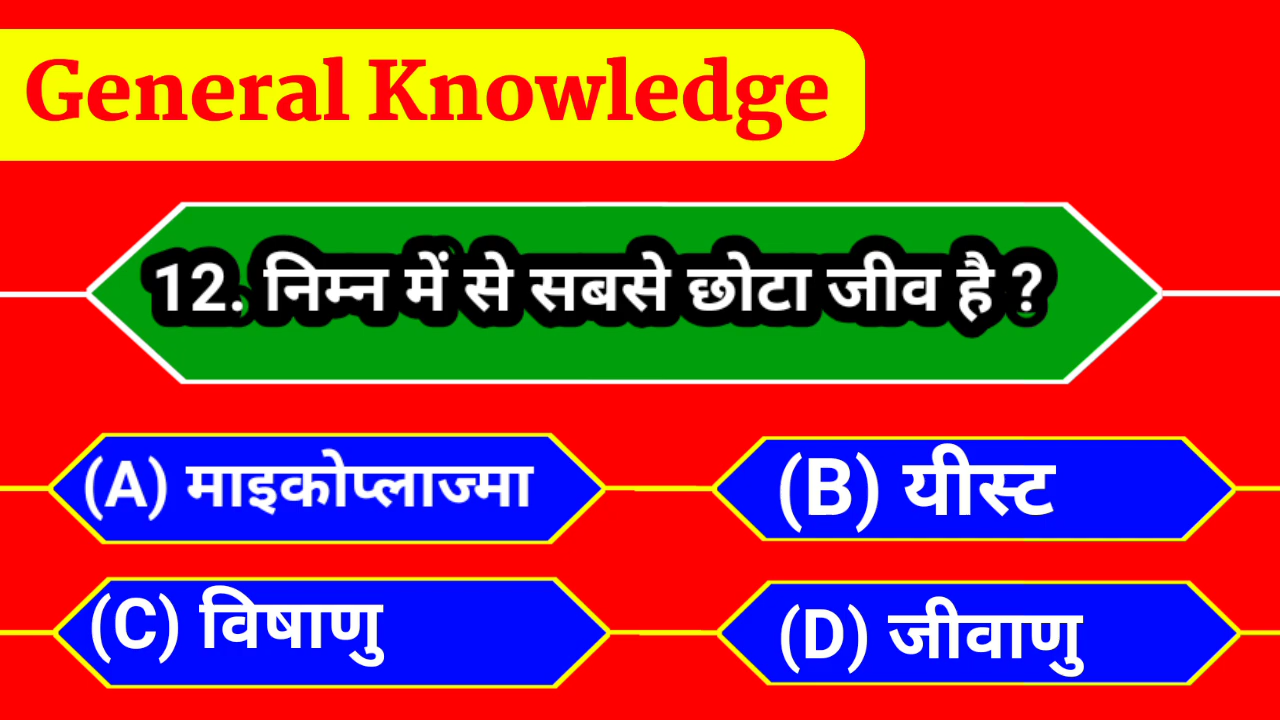 General Knowledge
12. निम्न में से सबसे छोटा जीव है ?
(A) माइकोप्लाज्मा
(B) यीस्ट
(C) विषाणु
(D) जीवाणु